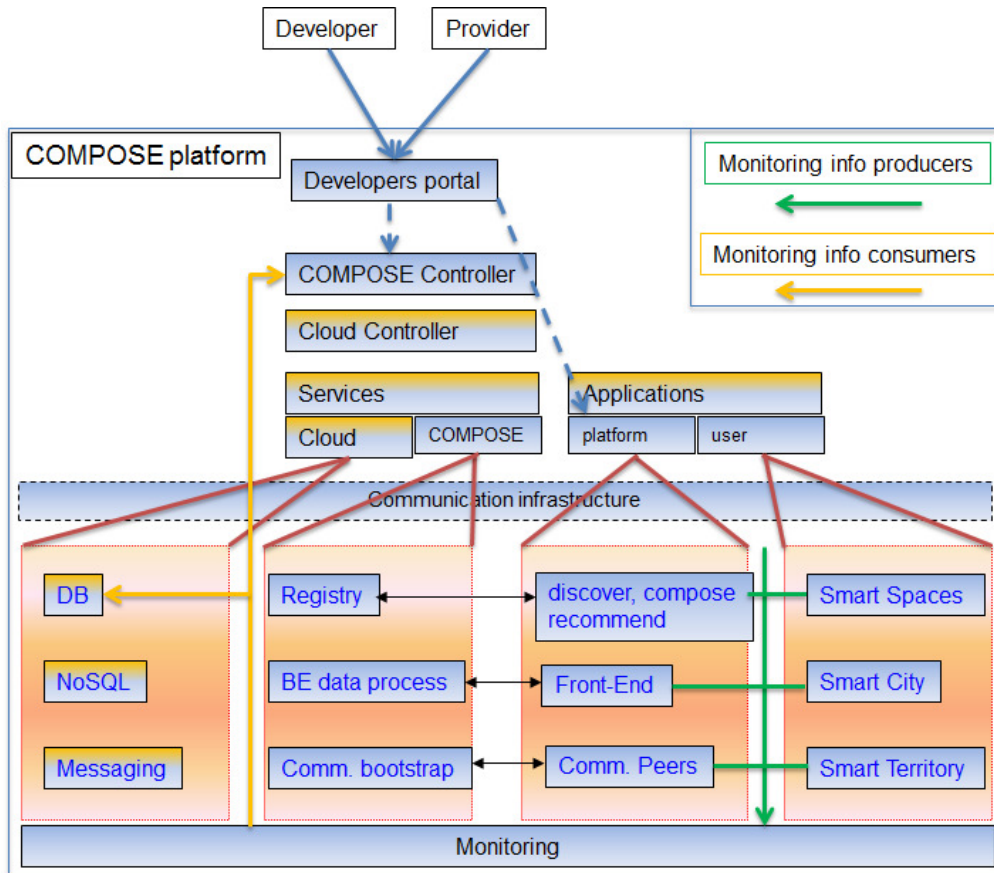 Developer
Provider
COMPOSE platform
Monitoring info producers
Developers portal
Monitoring info consumers
COMPOSE Controller
Cloud Controller
Services
Applications
Cloud
COMPOSE
platform
user
Communication infrastructure
DB
Registry
discover, compose
recommend
Smart Spaces
NoSQL
BE data process
Front-End
Smart City
Messaging
Comm. bootstrap
Comm. Peers
Smart Territory
Monitoring